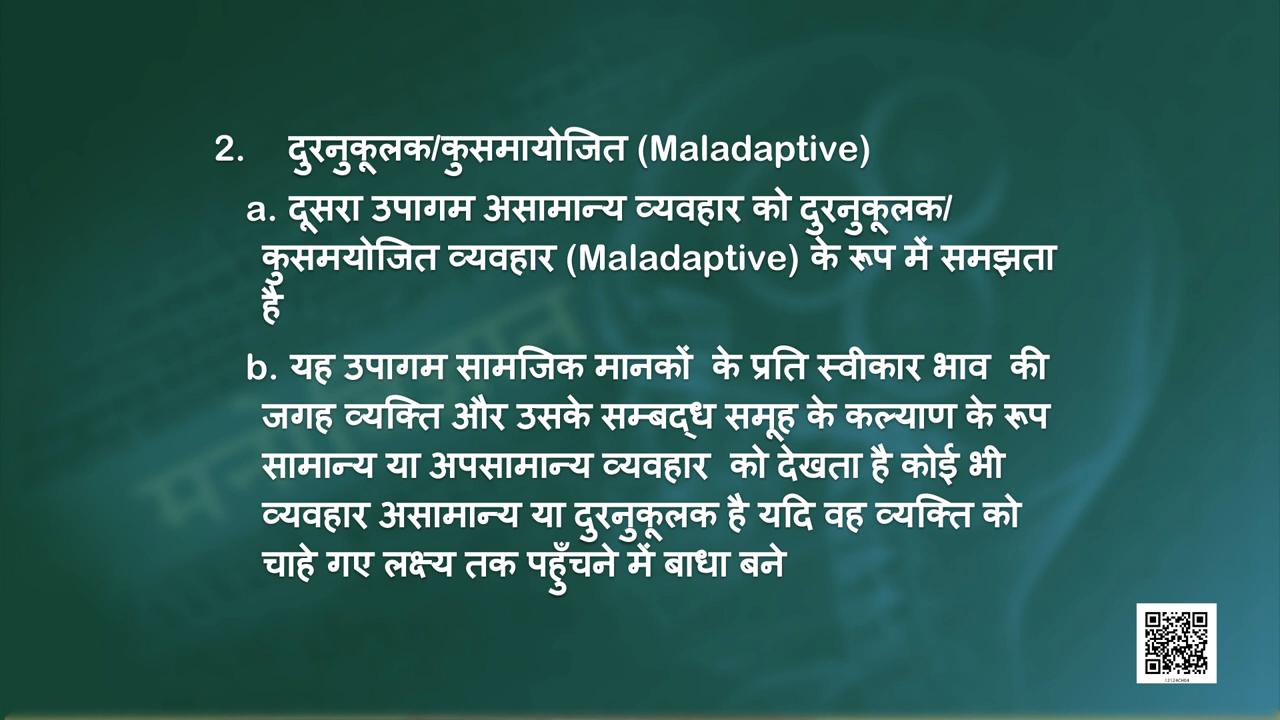 2. दुरनुकूलक/कुसमायोजित (Maladaptive)
a. दूसरा उपागम असामान्य व्यवहार को दुरनुकूलक/
कुसमयोजित व्यवहार (Maladaptive) के रूप में समझता
है
b. यह उपागम सामजिक मानकों के प्रति स्वीकार भाव की
जगह व्यक्ति और उसके सम्बद्ध समूह के कल्याण के रूप
सामान्य या अपसामान्य व्यवहार को देखता है कोई भी
व्यवहार असामान्य या दुरनुकूलक है यदि वह व्यक्ति को
चाहे गए लक्ष्य तक पहुँचने में बाधा बने